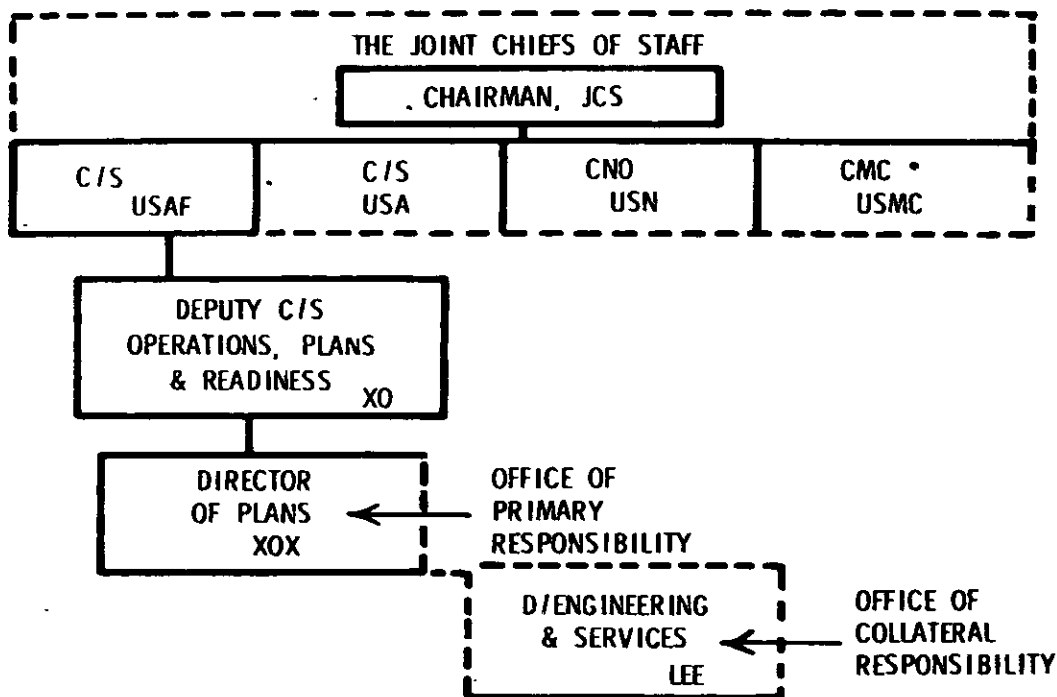 THE JOINT CHIEFS OF STAFF
CHAIRMAN, JCS
C/S
USAF
C/S
USA
CNO
USN
CMC •
USMC
DEPUTY C/S
OPERATIONS, PLANS
& READINESS
XO
DIRECTOR
OF PLANS
XOX
OFFICE OF
PRIMARY
RESPONSIBILITY
D/ENGINEERING
& SERVICES
LEE
OFFICE OF
COLLATERAL
RESPONSIBILITY